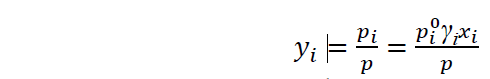 yᵢ = pᵢ/p = pᵢ⁰γᵢxᵢ/p